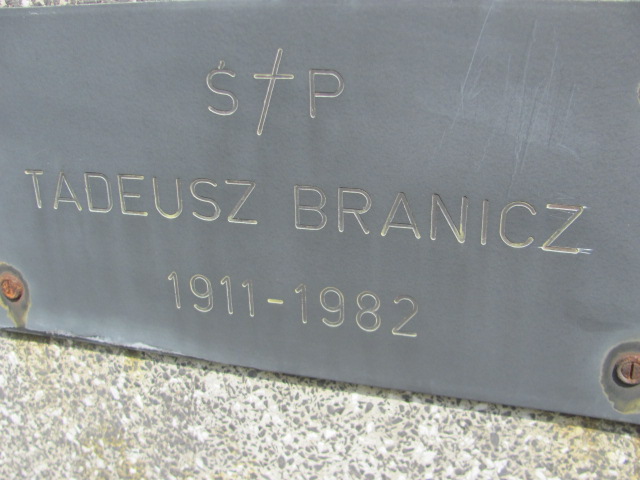 Ś†P
TADEUSZ BRANICZ
1911-1982